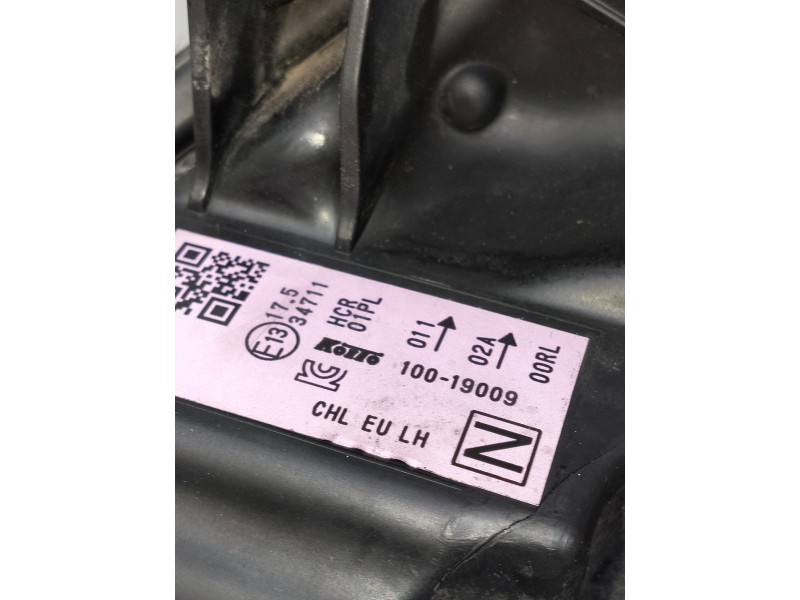 17.5
34711
E13
HCR
01PL
011
02A
00RL
KOITO
100-19009
CHL EU LH
N